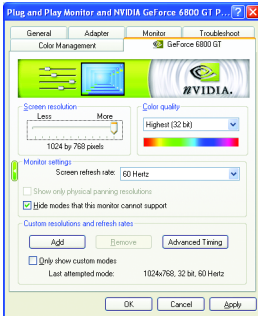 Plug and Play Monitor and NVIDIA GeForce 6800 GT P...
General Adapter Monitor Troubleshoot
Color Management GeForce 6800 GT
NVIDIA.
Screen resolution
Less More
1024 by 768 pixels
Color quality
Highest (32 bit)
Monitor settings
Screen refresh rate: 60 Hertz
Show only physical panning resolutions
Hide modes that this monitor cannot support
Custom resolutions and refresh rates
Add Remove Advanced Timing
Only show custom modes
Last attempted mode: 1024x768, 32 bit, 60 Hertz
OK Cancel Apply